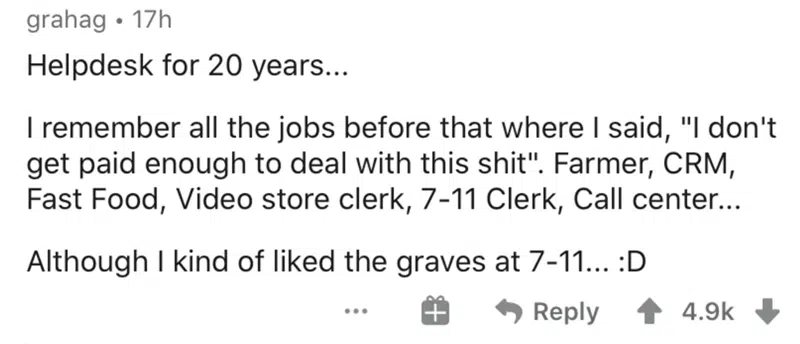 grahag • 17h
Helpdesk for 20 years...
I remember all the jobs before that where I said, "I don't
get paid enough to deal with this shit". Farmer, CRM,
Fast Food, Video store clerk, 7-11 Clerk, Call center...
Although I kind of liked the graves at 7-11... :D
... Reply 4.9k